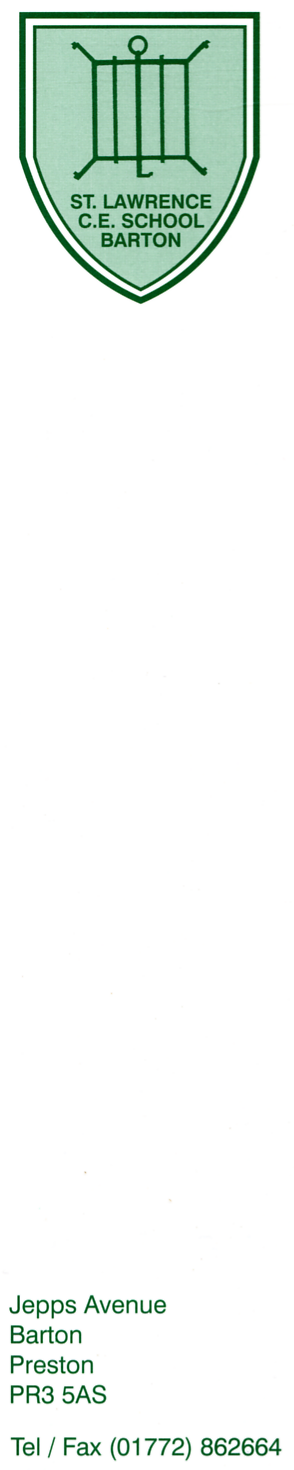 ST. LAWRENCE
C.E. SCHOOL
BARTON
Jepps Avenue
Barton
Preston
PR3 5AS
Tel / Fax (01772) 862664